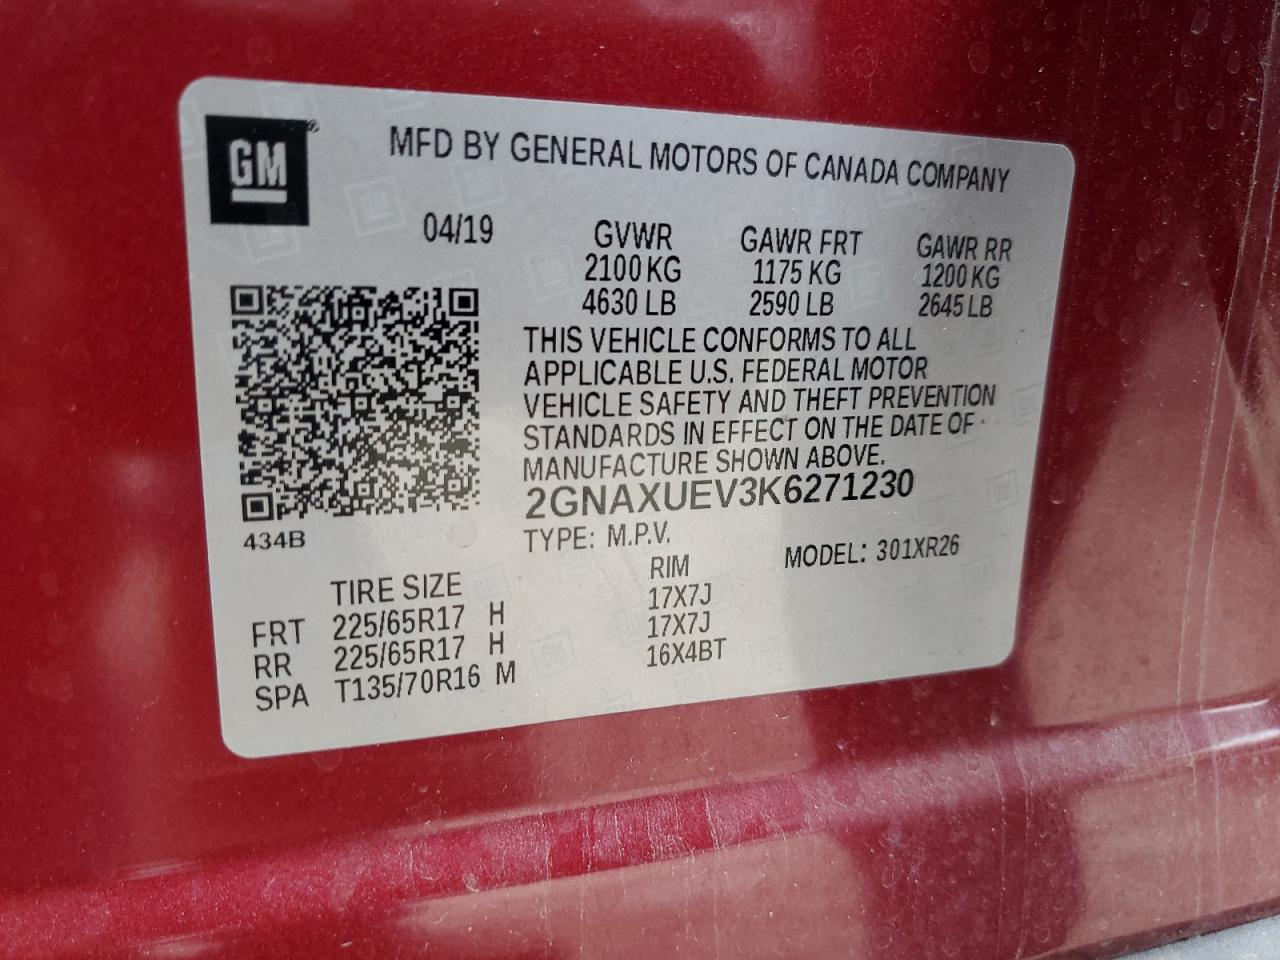 GM®
MFD BY GENERAL MOTORS OF CANADA COMPANY
04/19 GVWR GAWR FRT GAWR RR
2100 KG 1175 KG 1200 KG
4630 LB 2590 LB 2645 LB
THIS VEHICLE CONFORMS TO ALL
APPLICABLE U.S. FEDERAL MOTOR
VEHICLE SAFETY AND THEFT PREVENTION
STANDARDS IN EFFECT ON THE DATE OF
MANUFACTURE SHOWN ABOVE.
2GNAXUEV3K6271230
434B
TYPE: M.P.V. MODEL: 301XR26
TIRE SIZE RIM
FRT 225/65R17 H 17X7J
RR 225/65R17 H 17X7J
SPA T135/70R16 M 16X4BT